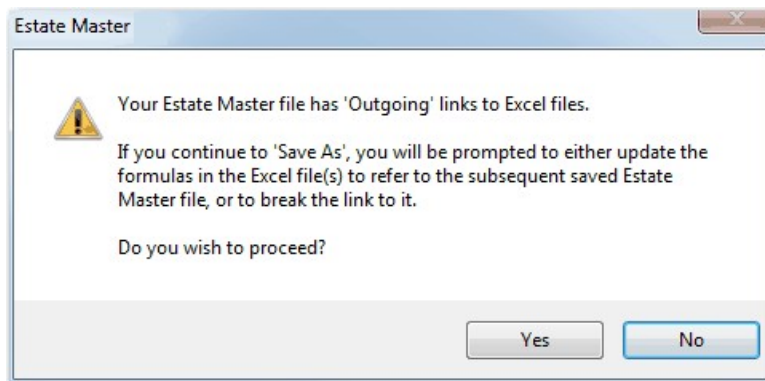 Estate Master
Your Estate Master file has 'Outgoing' links to Excel files.
If you continue to 'Save As', you will be prompted to either update the
formulas in the Excel file(s) to refer to the subsequent saved Estate
Master file, or to break the link to it.
Do you wish to proceed?
Yes
No